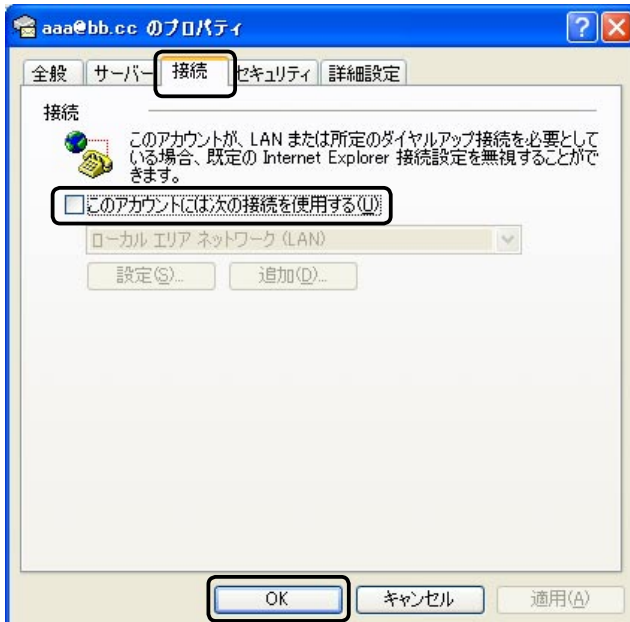 aaa@bb.cc のプロパティ
全般 サーバー 接続 セキュリティ 詳細設定
接続
このアカウントが、LAN または所定のダイヤルアップ接続を必要として
いる場合、既定の Internet Explorer 接続設定を無視することがで
きます。
このアカウントには次の接続を使用する(U)
ローカル エリア ネットワーク (LAN)
設定(S)... 追加(D)...
OK キャンセル 適用(A)